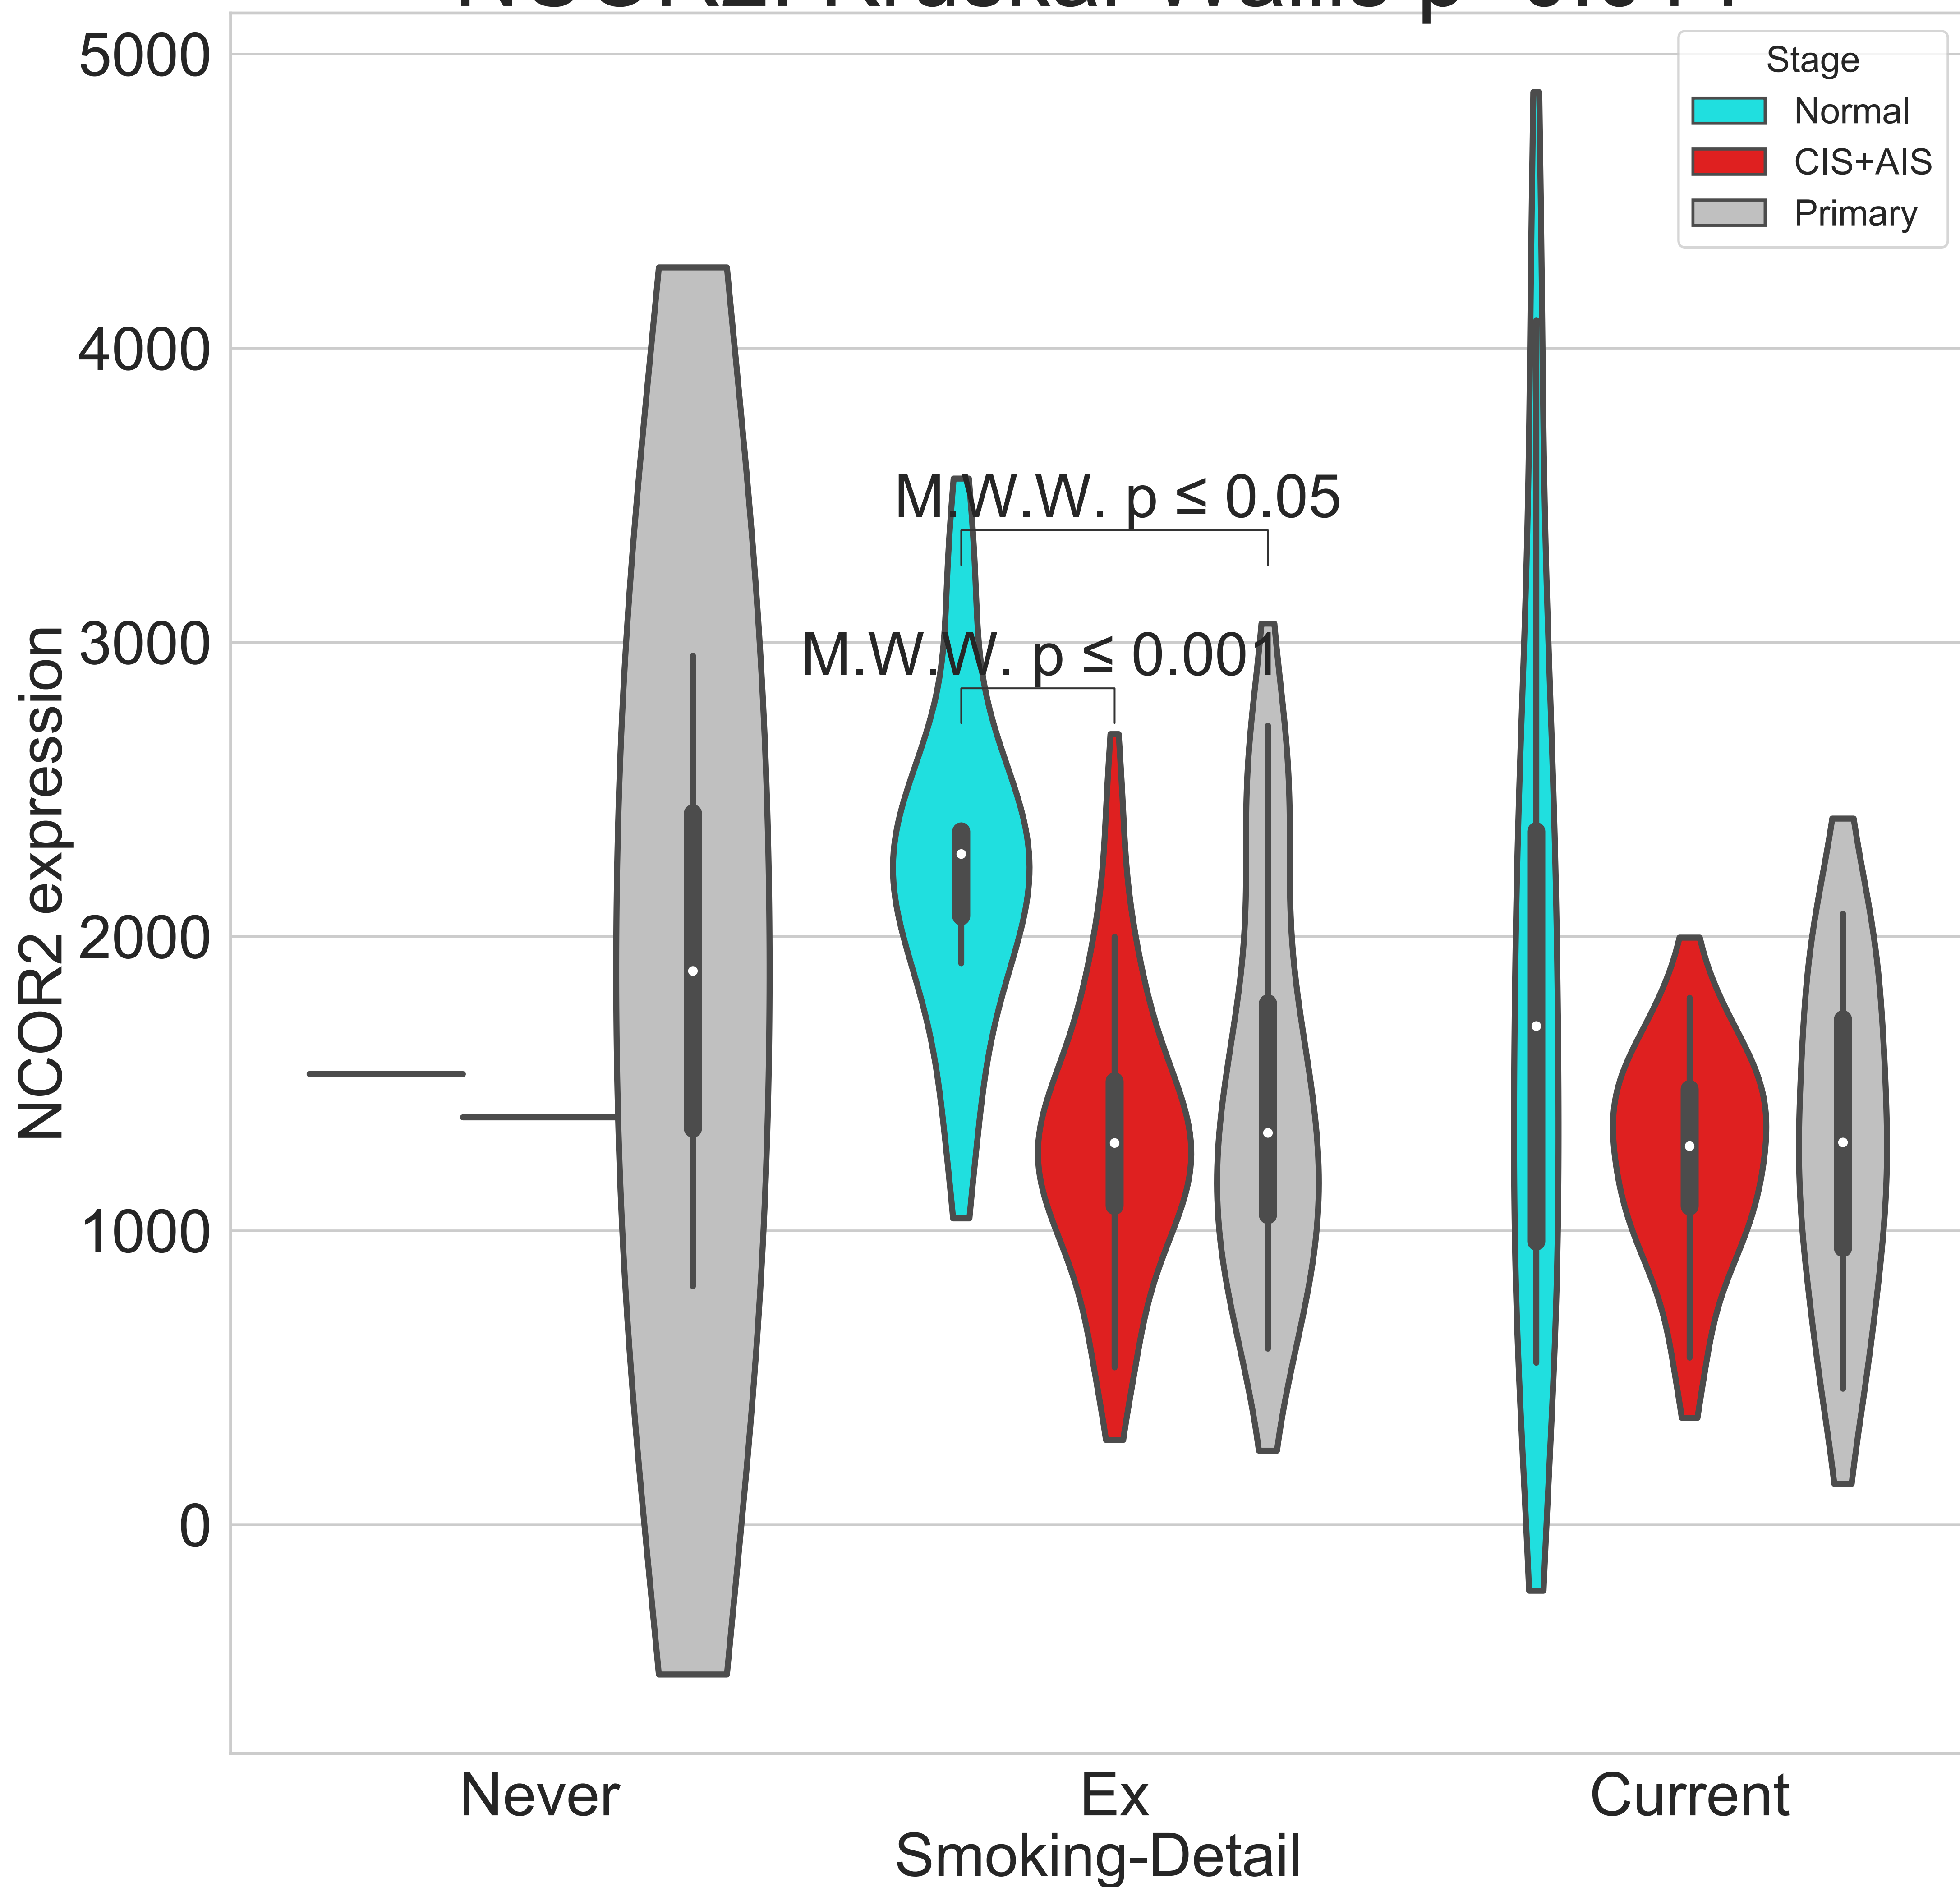 5000
4000
3000
2000
1000
0
NCOR2 expression
Stage
Normal
CIS+AIS
Primary
M.W.W. p ≤ 0.05
M.W.W. p ≤ 0.001
Never
Ex
Current
Smoking-Detail